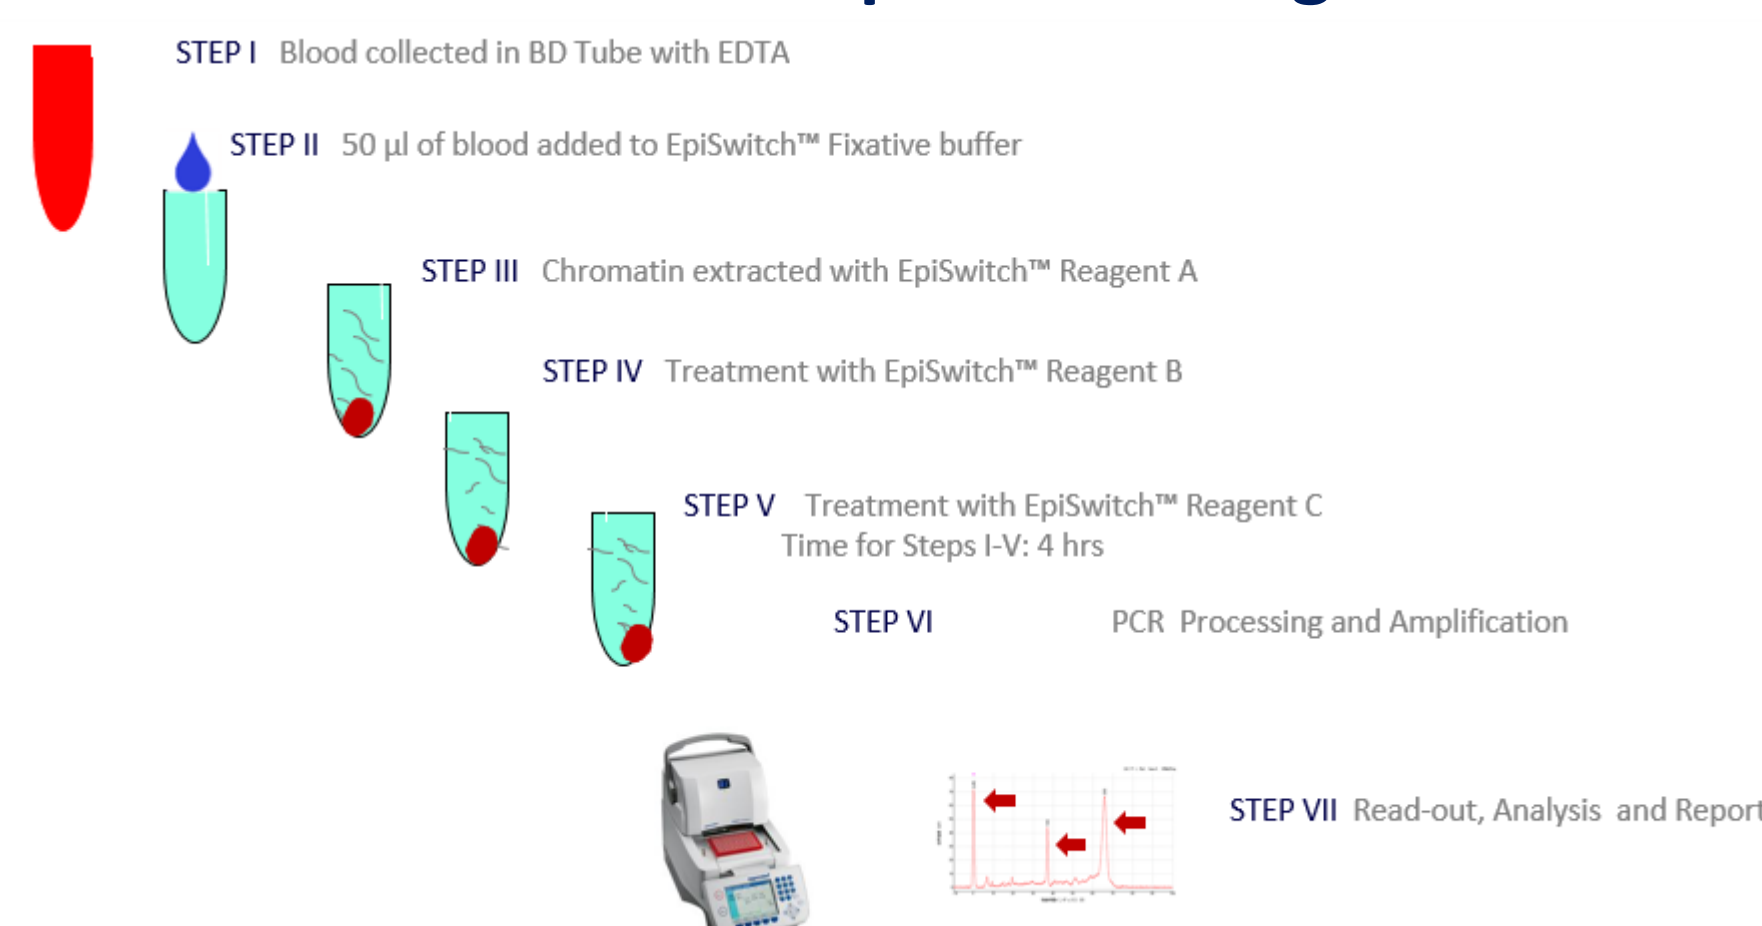 STEP I Blood collected in BD Tube with EDTA
STEP II 50 µl of blood added to EpiSwitch™ Fixative buffer
STEP III Chromatin extracted with EpiSwitch™ Reagent A
STEP IV Treatment with EpiSwitch™ Reagent B
STEP V Treatment with EpiSwitch™ Reagent C
Time for Steps I-V: 4 hrs
STEP VI PCR Processing and Amplification
STEP VII Read-out, Analysis and Report